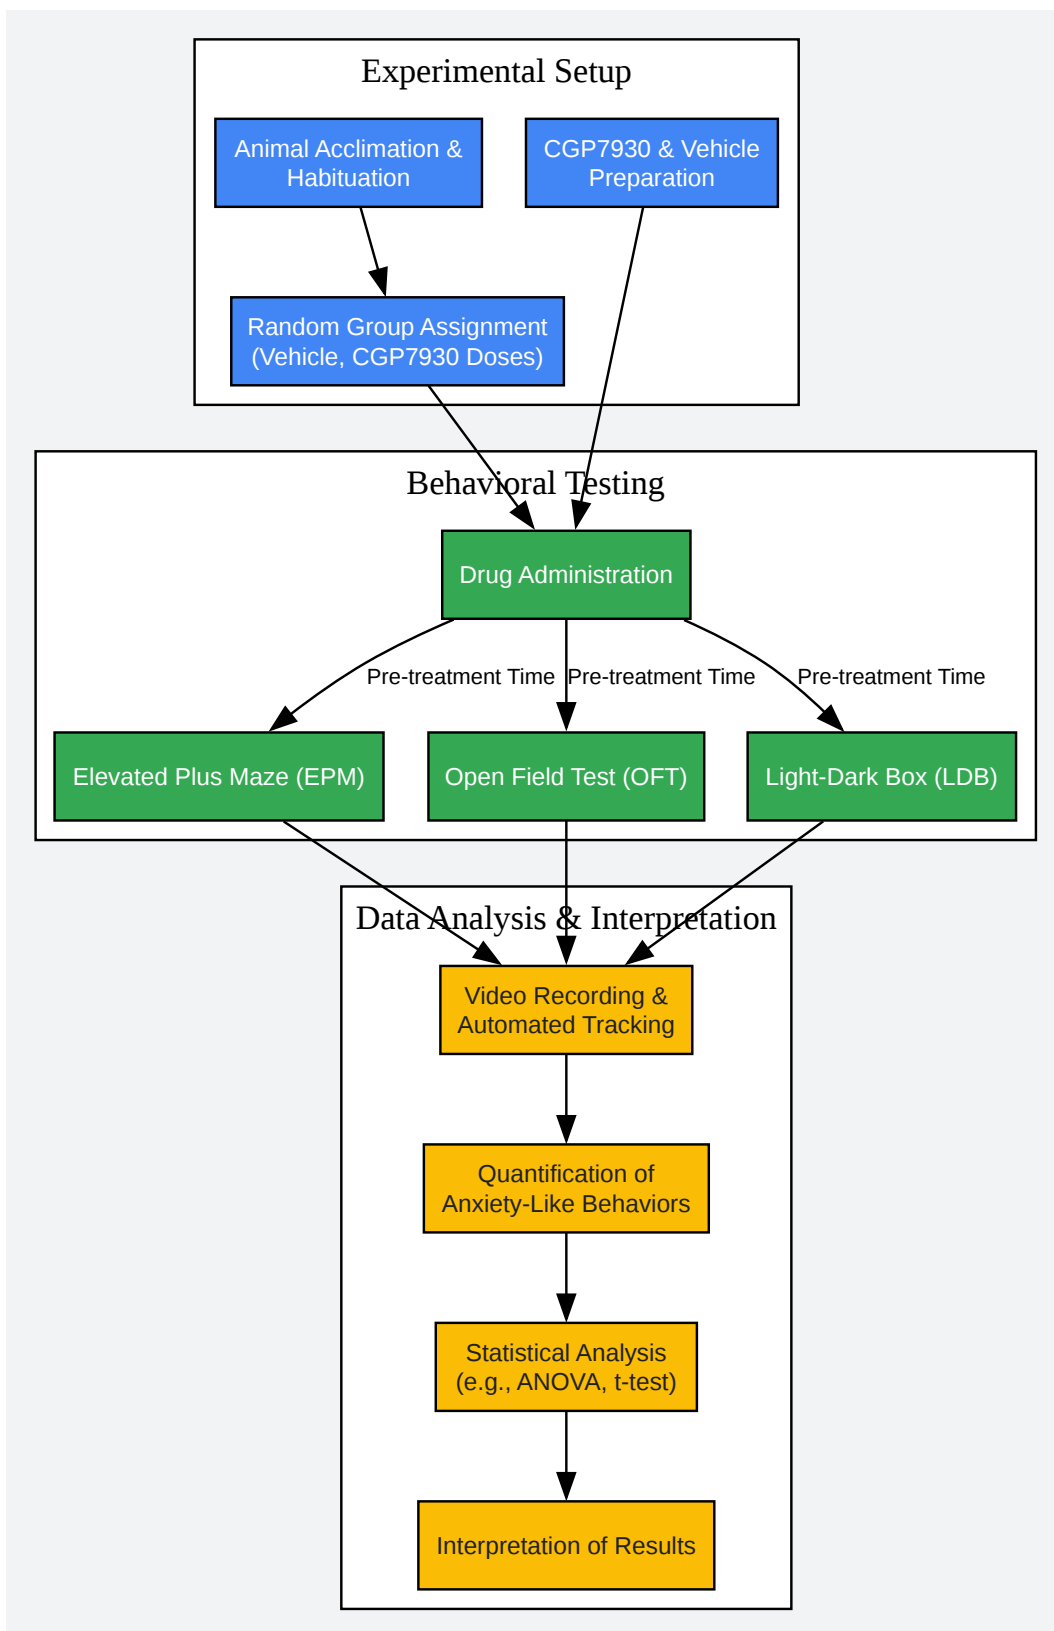 Experimental Setup
Animal Acclimation &
Habituation
CGP7930 & Vehicle
Preparation
Random Group Assignment
(Vehicle, CGP7930 Doses)
Behavioral Testing
Drug Administration
Pre-treatment Time
Pre-treatment Time
Pre-treatment Time
Elevated Plus Maze (EPM)
Open Field Test (OFT)
Light-Dark Box (LDB)
Data Analysis & Interpretation
Video Recording &
Automated Tracking
Quantification of
Anxiety-Like Behaviors
Statistical Analysis
(e.g., ANOVA, t-test)
Interpretation of Results